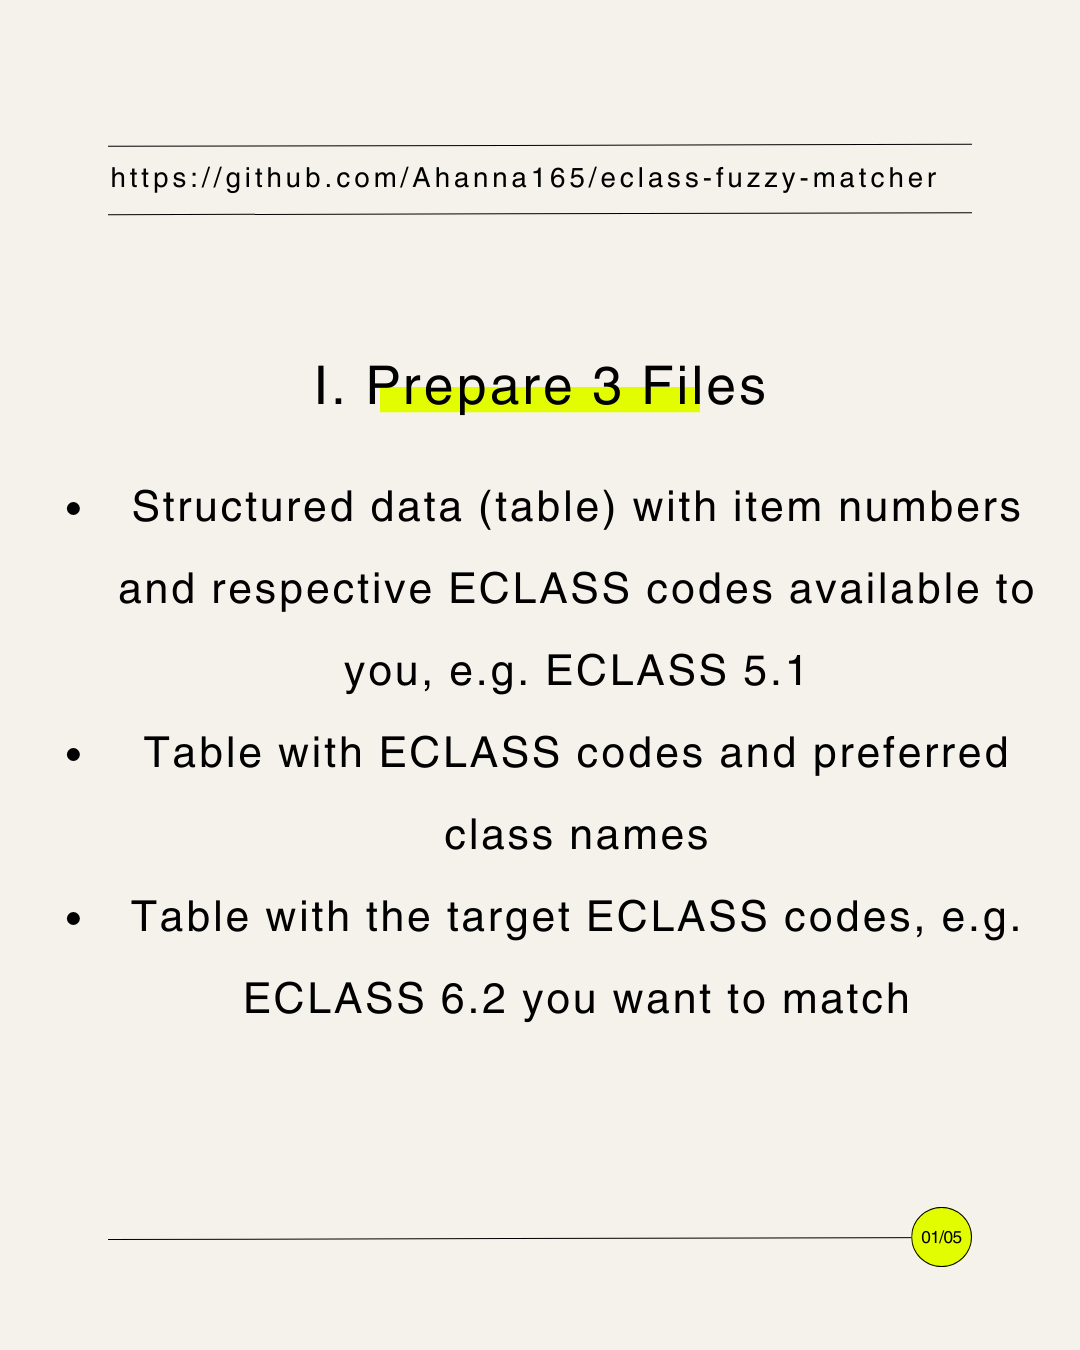 https://github.com/Ahanna165/eclass-fuzzy-matcher
I. Prepare 3 Files
• Structured data (table) with item numbers
and respective ECLASS codes available to
you, e.g. ECLASS 5.1
• Table with ECLASS codes and preferred
class names
• Table with the target ECLASS codes, e.g.
ECLASS 6.2 you want to match
01/05